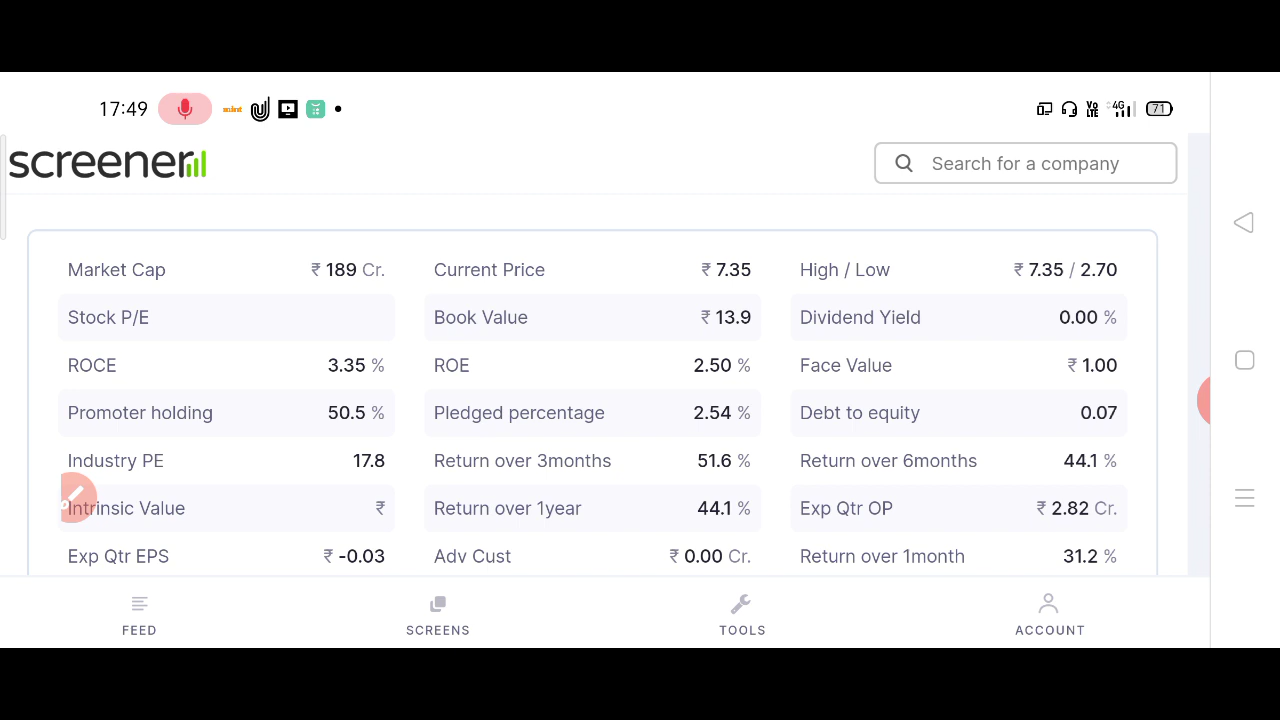 17:49
mint
Vo LTE 4G 71
screener
Search for a company
Market Cap ₹ 189 Cr. Current Price ₹ 7.35 High / Low ₹ 7.35 / 2.70
Stock P/E Book Value ₹ 13.9 Dividend Yield 0.00 %
ROCE 3.35 % ROE 2.50 % Face Value ₹ 1.00
Promoter holding 50.5 % Pledged percentage 2.54 % Debt to equity 0.07
Industry PE 17.8 Return over 3months 51.6 % Return over 6months 44.1 %
Intrinsic Value ₹ Return over 1year 44.1 % Exp Qtr OP ₹ 2.82 Cr.
Exp Qtr EPS ₹ -0.03 Adv Cust ₹ 0.00 Cr. Return over 1month 31.2 %
FEED SCREENS TOOLS ACCOUNT